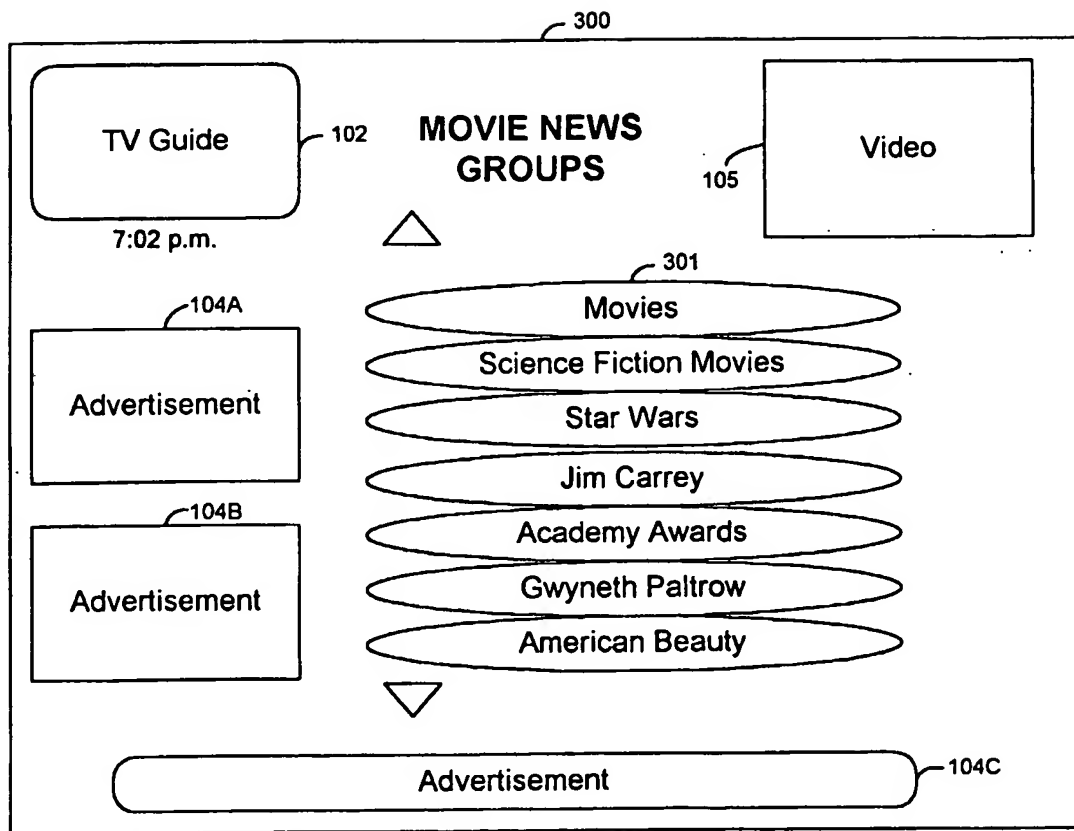 300
TV Guide
102
MOVIE NEWS
GROUPS
105
Video
7:02 p.m.
301
104A
Advertisement
104B
Advertisement
Movies
Science Fiction Movies
Star Wars
Jim Carrey
Academy Awards
Gwyneth Paltrow
American Beauty
Advertisement
104C